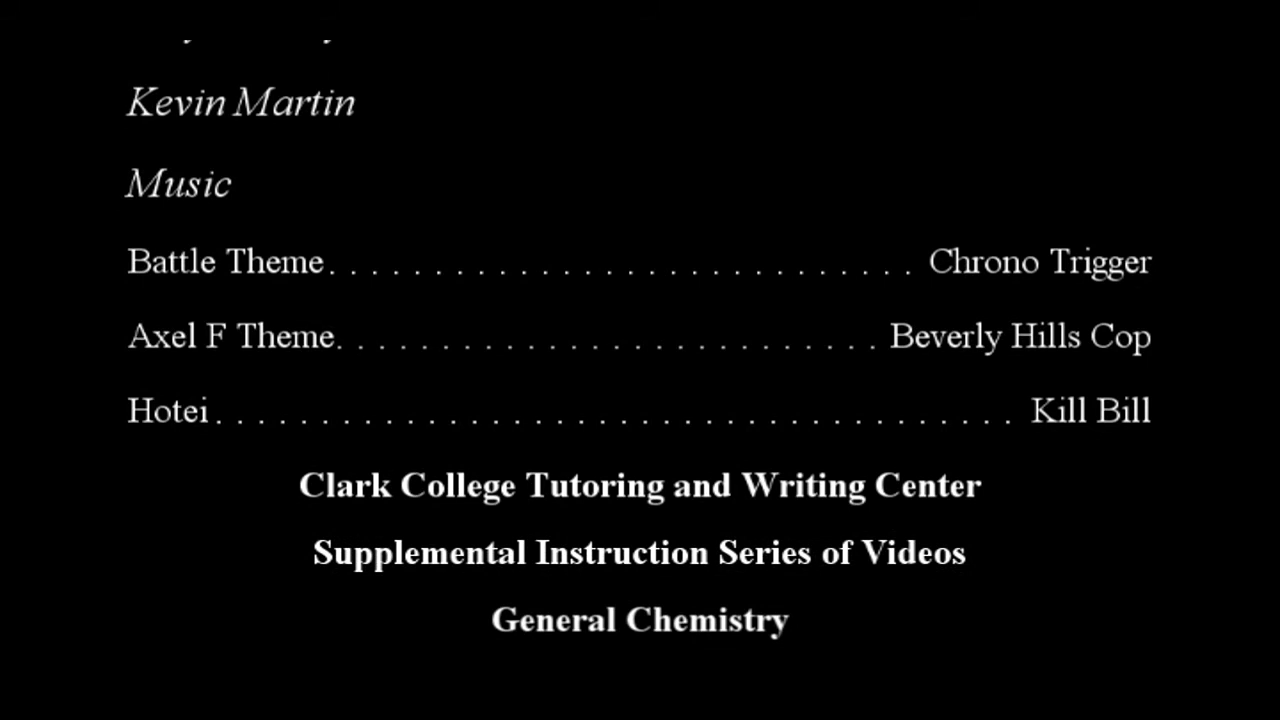 Kevin Martin
Music
Battle Theme. . . . . . . . . . . . . . . . . . . . . . . . . . . . Chrono Trigger
Axel F Theme. . . . . . . . . . . . . . . . . . . . . . . . . . Beverly Hills Cop
Hotei. . . . . . . . . . . . . . . . . . . . . . . . . . . . . . . . . . . . . . Kill Bill
Clark College Tutoring and Writing Center
Supplemental Instruction Series of Videos
General Chemistry